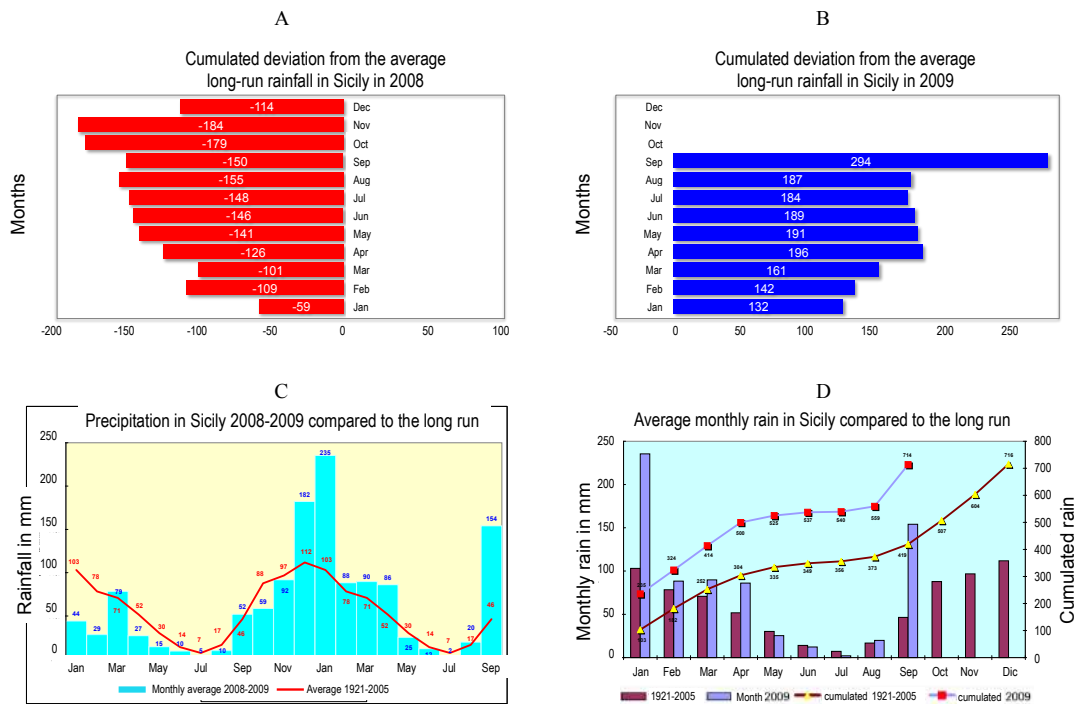 A
Cumulated deviation from the average
long-run rainfall in Sicily in 2008
Months
-114 Dec
-184 Nov
-179 Oct
-150 Sep
-155 Aug
-148 Jul
-146 Jun
-141 May
-126 Apr
-101 Mar
-109 Feb
-59 Jan
-200 -150 -100 -50 0 50 100
B
Cumulated deviation from the average
long-run rainfall in Sicily in 2009
Months
Dec
Nov
Oct
Sep 294
Aug 187
Jul 184
Jun 189
May 191
Apr 196
Mar 161
Feb 142
Jan 132
-50 0 50 100 150 200 250
C
Precipitation in Sicily 2008-2009 compared to the long run
Rainfall in mm
250
200
150
100
50
0
103 78 71 52 30 14 7 17 46 88 97 112 103 78 71 52 30 14 7 17 46
44 29 79 27 15 10 5 10 52 59 92 182 235 88 90 86 25 2 20 154
Jan Mar May Jul Sep Nov Jan Mar May Jul Sep
Monthly average 2008-2009 Average 1921-2005
D
Average monthly rain in Sicily compared to the long run
Monthly rain in mm
250
200
150
100
50
0
Cumulated rain
800
700
600
500
400
300
200
100
0
235 324 414 500 525 537 540 559 714
103 182 252 304 335 349 356 373 419 507 604 716
Jan Feb Mar Apr May Jun Jul Aug Sep Oct Nov Dic
1921-2005 Month 2009 cumulated 1921-2005 cumulated 2009